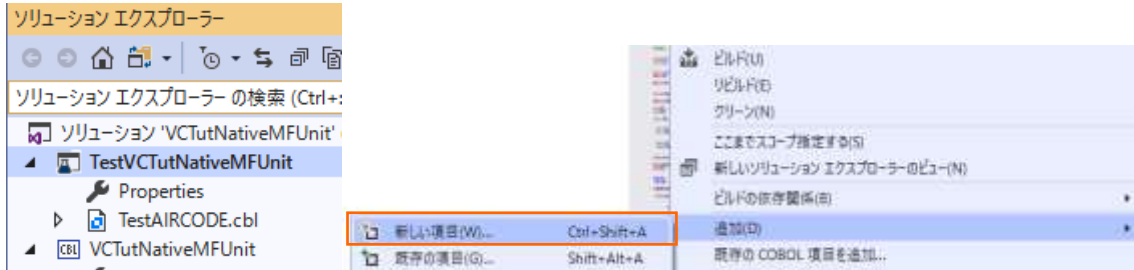 ソリューション エクスプローラー
ソリューション エクスプローラー の検索 (Ctrl+:
ソリューション 'VCTutNativeMFUnit'
TestVCTutNativeMFUnit
Properties
TestAIRCODE.cbl
CBL VCTutNativeMFUnit
ビルド(U)
リビルド(E)
クリーン(N)
ここまでスコープ指定する(S)
新しいソリューション エクスプローラーのビュー(N)
ビルドの依存関係(B)
追加(D)
既存の COBOL 項目を追加...
新しい項目(W)... Ctrl+Shift+A
既存の項目(G)... Shift+Alt+A